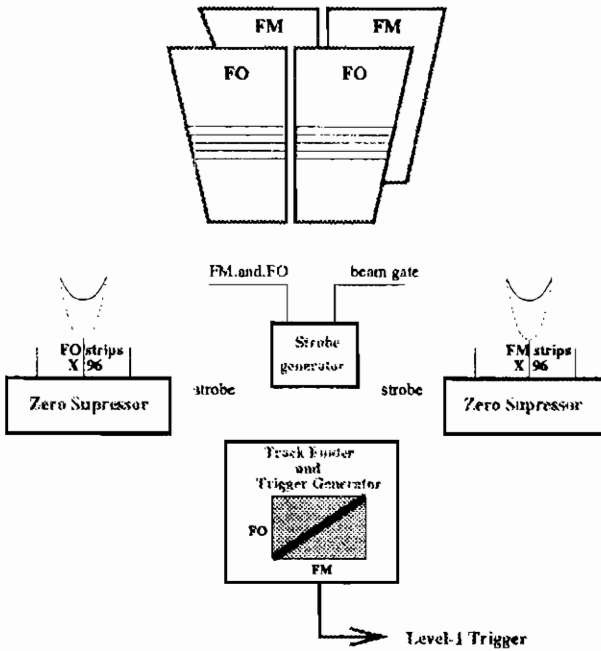 FM FM
FO FO
FM.and.FO beam gate
Strobe
generator
FO strips
X 96
Zero Supressor
strobe
strobe
FM strips
X 96
Zero Supressor
Track Finder
and
Trigger Generator
FO
FM
Level-1 Trigger